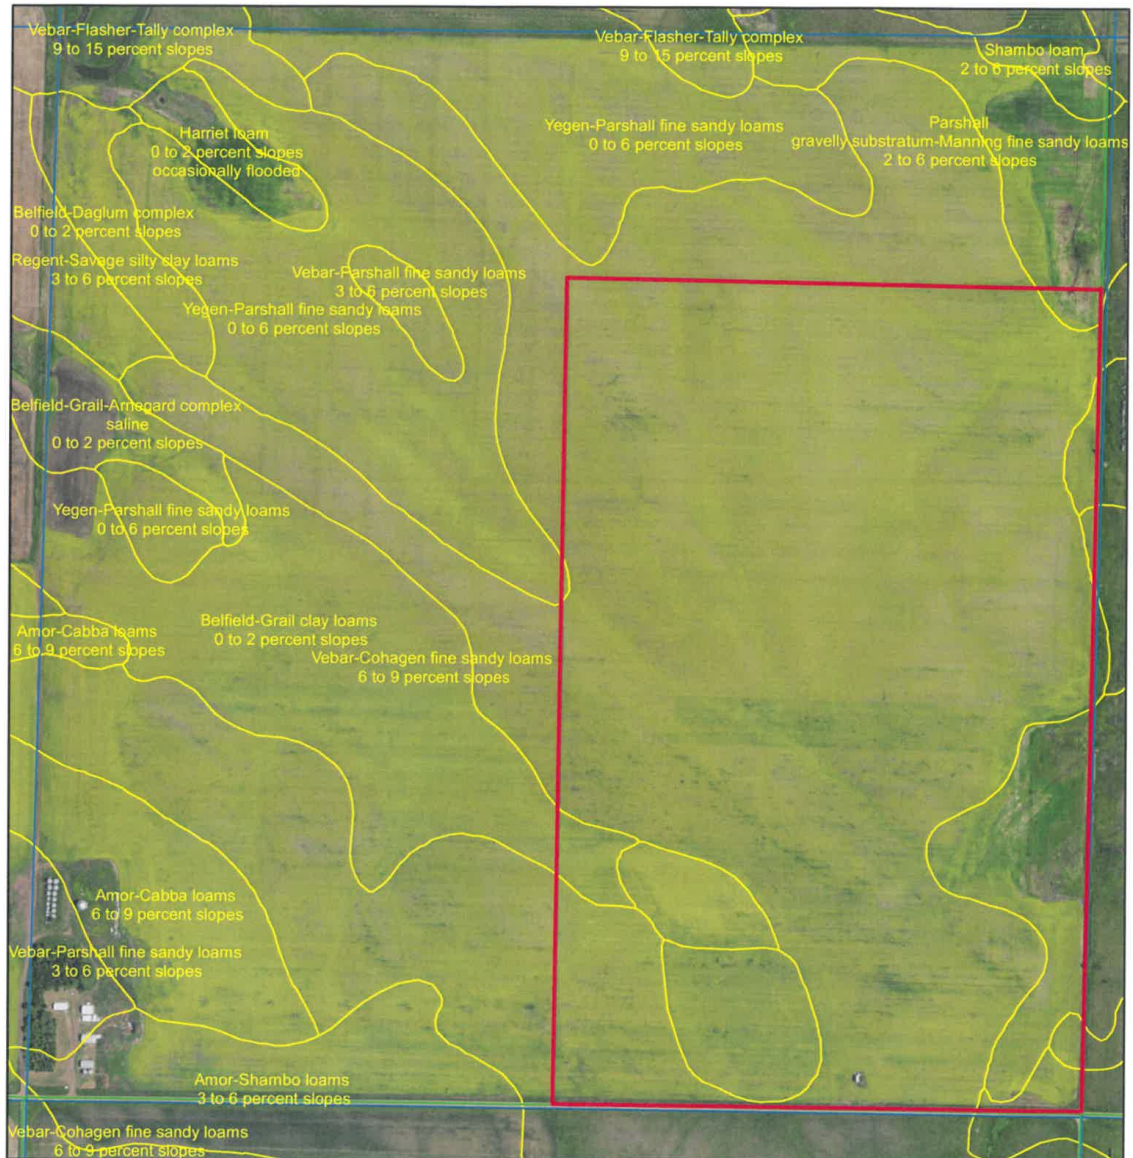 Vebar-Flasher-Tally complex
9 to 15 percent slopes
Vebar-Flasher-Tally complex
9 to 15 percent slopes
Shambo loam
2 to 6 percent slopes
Harriet loam
0 to 2 percent slopes
occasionally flooded
Yegen-Parshall fine sandy loams
0 to 6 percent slopes
Parshall
gravelly substratum-Manning fine sandy loams
2 to 6 percent slopes
Belfield-Daglum complex
0 to 2 percent slopes
Regent-Savage silty clay loams
3 to 6 percent slopes
Vebar-Parshall fine sandy loams
3 to 6 percent slopes
Yegen-Parshall fine sandy loams
0 to 6 percent slopes
Belfield-Grail-Arnegard complex
saline
0 to 2 percent slopes
Yegen-Parshall fine sandy loams
0 to 6 percent slopes
Belfield-Grail clay loams
0 to 2 percent slopes
Amor-Cabba loams
6 to 9 percent slopes
Vebar-Cohagen fine sandy loams
6 to 9 percent slopes
Amor-Cabba loams
6 to 9 percent slopes
Vebar-Parshall fine sandy loams
3 to 6 percent slopes
Amor-Shambo loams
3 to 6 percent slopes
Vebar-Cohagen fine sandy loams
6 to 9 percent slopes